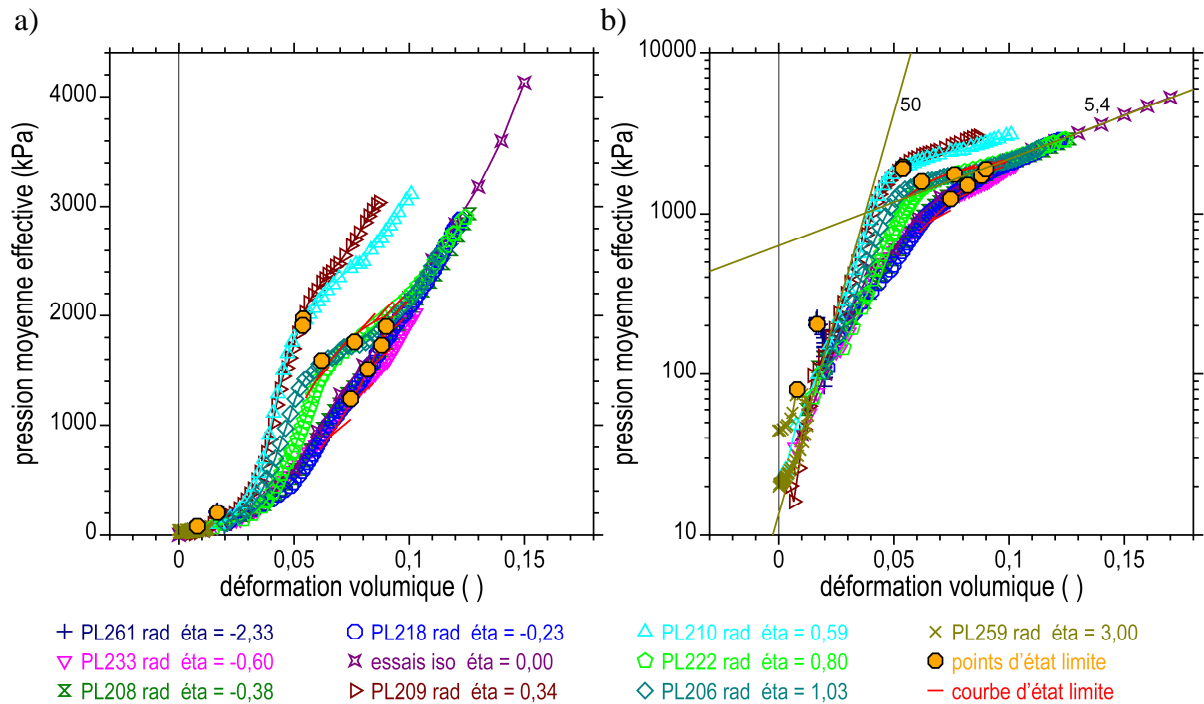 a)
b)
pression moyenne effective (kPa)
4000
3000
2000
1000
0
0
0,05
0,1
0,15
déformation volumique ( )
pression moyenne effective (kPa)
10000
1000
100
10
50
5,4
0
0,05
0,1
0,15
déformation volumique ( )
PL261 rad éta = -2,33
PL218 rad éta = -0,23
PL210 rad éta = 0,59
PL259 rad éta = 3,00
PL233 rad éta = -0,60
essais iso éta = 0,00
PL222 rad éta = 0,80
points d'état limite
PL208 rad éta = -0,38
PL209 rad éta = 0,34
PL206 rad éta = 1,03
courbe d'état limite